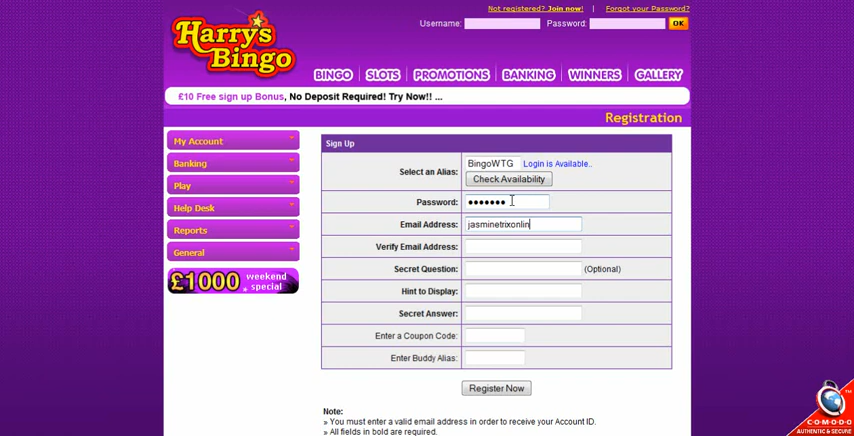 Not registered? Join now! | Forgot your Password?
Username: Password: OK
Harry's
Bingo
BINGO SLOTS PROMOTIONS BANKING WINNERS GALLERY
£10 Free sign up Bonus, No Deposit Required! Try Now!! ...
Registration
My Account
Banking
Play
Help Desk
Reports
General
£1000 weekend special
Sign Up
Select an Alias: BingoWTG Login is Available..
Check Availability
Password: •••••••
Email Address: jasminetrixonlin
Verify Email Address:
Secret Question: (Optional)
Hint to Display:
Secret Answer:
Enter a Coupon Code:
Enter Buddy Alias:
Register Now
Note:
» You must enter a valid email address in order to receive your Account ID.
» All fields in bold are required.
TM
COMODO
AUTHENTIC & SECURE